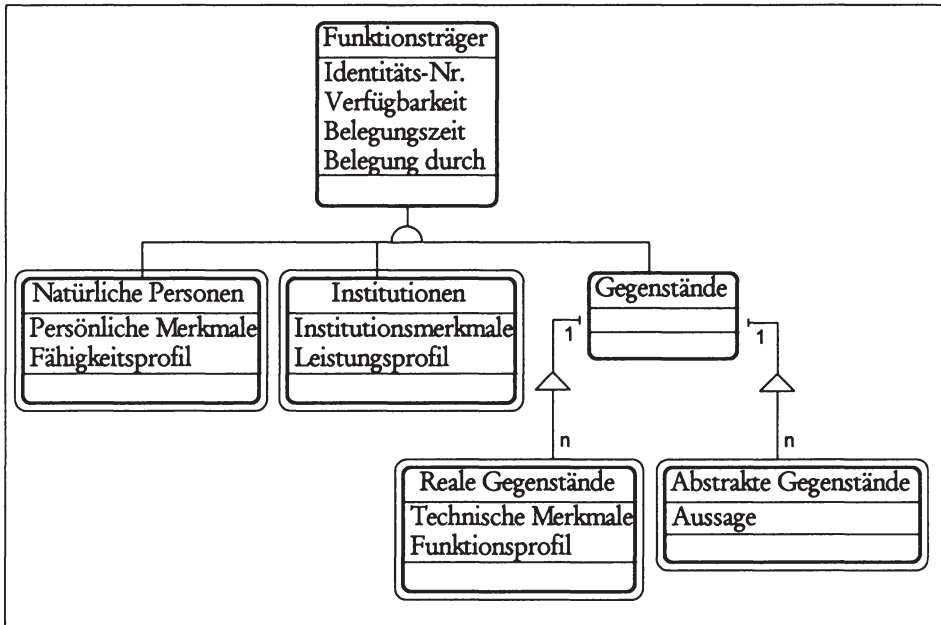 Funktionsträger
Identitäts-Nr.
Verfügbarkeit
Belegungszeit
Belegung durch
Natürliche Personen
Persönliche Merkmale
Fähigkeitsprofil
Institutionen
Institutionsmerkmale
Leistungsprofil
Gegenstände
1
1
n
n
Reale Gegenstände
Technische Merkmale
Funktionsprofil
Abstrakte Gegenstände
Aussage